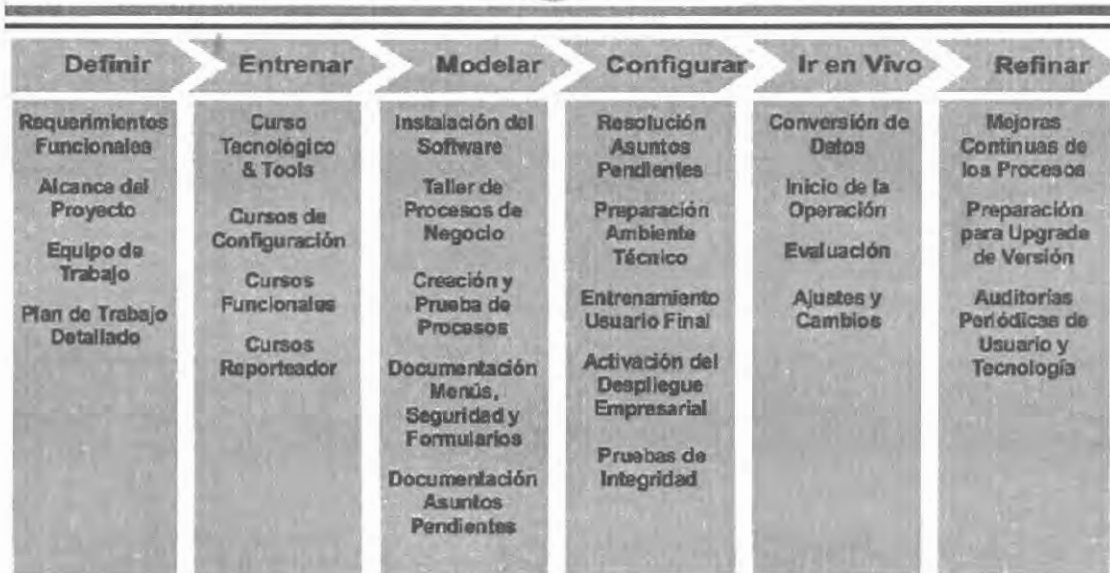 Definir
Entrenar
Modelar
Configurar
Ir en Vivo
Refinar
Requerimientos
Funcionales
Alcance del
Proyecto
Equipo de
Trabajo
Plan de Trabajo
Detallado
Curso
Tecnológico
& Tools
Cursos de
Configuración
Cursos
Funcionales
Cursos
Reporteador
Instalación del
Software
Taller de
Procesos de
Negocio
Creación y
Prueba de
Procesos
Documentación
Menús,
Seguridad y
Formularios
Documentación
Asuntos
Pendientes
Resolución
Asuntos
Pendientes
Preparación
Ambiente
Técnico
Entrenamiento
Usuario Final
Activación del
Despliegue
Empresarial
Pruebas de
Integridad
Conversión de
Datos
Inicio de la
Operación
Evaluación
Ajustes y
Cambios
Mejoras
Continuas de
los Procesos
Preparación
para Upgrade
de Versión
Auditorías
Periódicas de
Usuario y
Tecnología